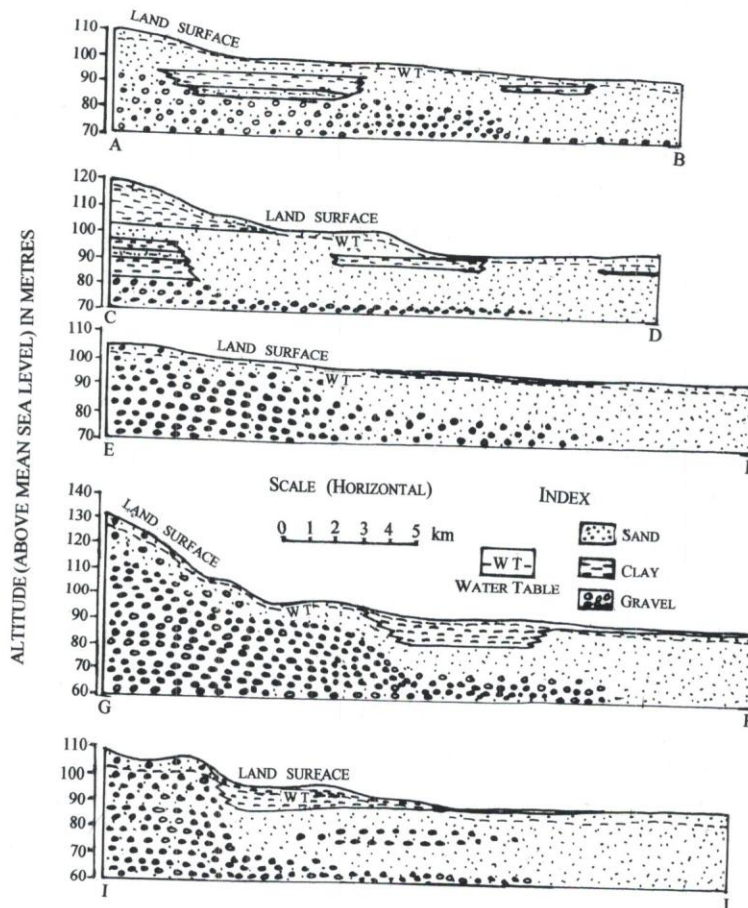 ALTITUDE (ABOVE MEAN SEA LEVEL) IN METRES
110
100
90
80
70
LAND SURFACE
WT
A
B
120
110
100
90
80
70
LAND SURFACE
WT
C
D
110
100
90
80
70
LAND SURFACE
WT
E
SCALE (HORIZONTAL)
0 1 2 3 4 5 km
INDEX
-WT-
WATER TABLE
SAND
CLAY
GRAVEL
140
130
120
110
100
90
80
70
60
LAND SURFACE
WT
G
110
100
90
80
70
60
LAND SURFACE
WT
I